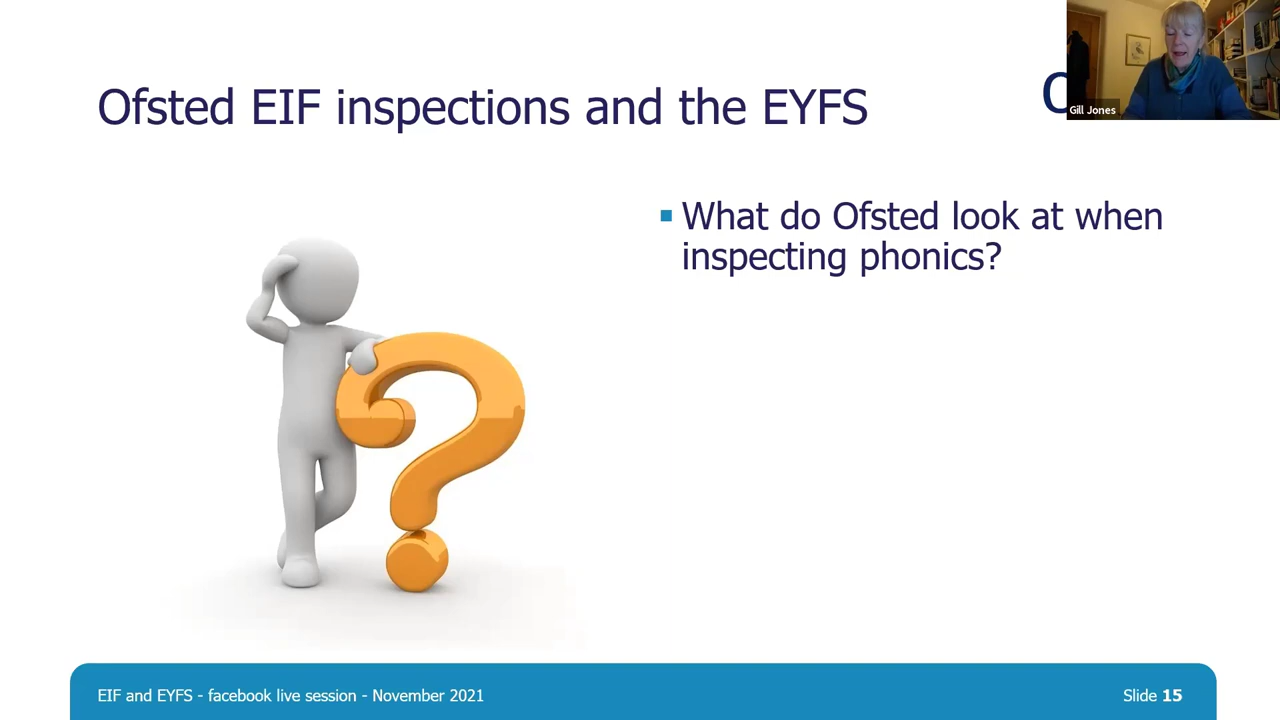 Ofsted EIF inspections and the EYFS
Gill Jones
What do Ofsted look at when
inspecting phonics?
EIF and EYFS - facebook live session - November 2021
Slide 15